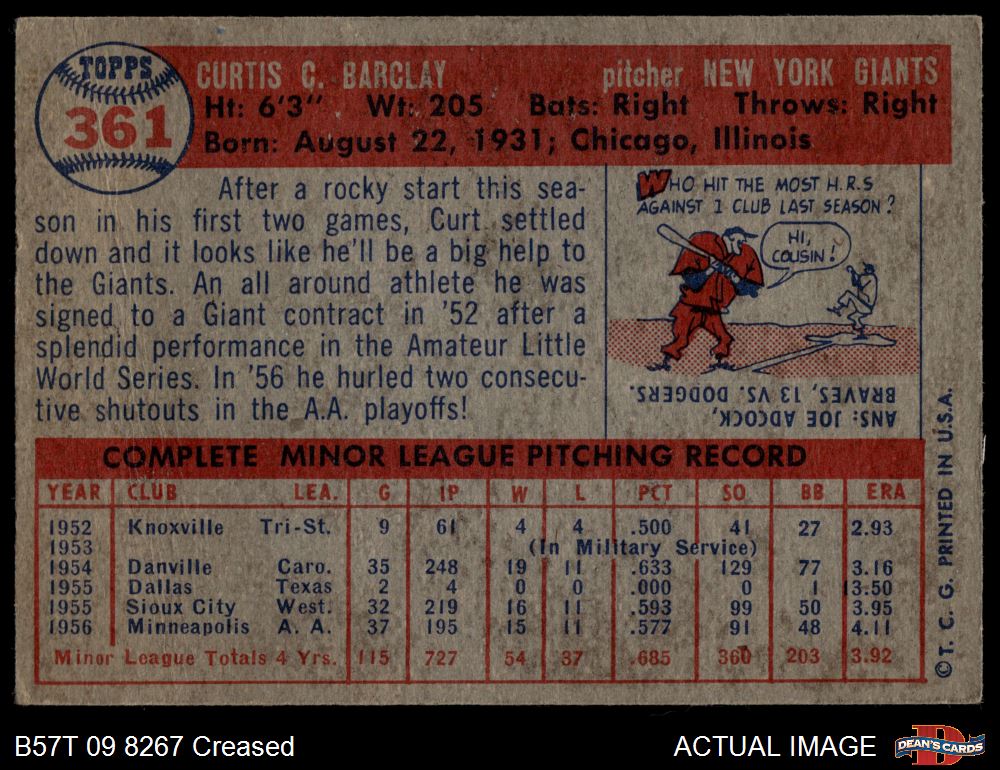 TOPPS
361
CURTIS C. BARCLAY pitcher NEW YORK GIANTS
Ht: 6'3" Wt: 205 Bats: Right Throws: Right
Born: August 22, 1931; Chicago, Illinois
After a rocky start this sea-
son in his first two games, Curt settled
down and it looks like he'll be a big help to
the Giants. An all around athlete he was
signed to a Giant contract in '52 after a
splendid performance in the Amateur Little
World Series. In '56 he hurled two consecu-
tive shutouts in the A.A. playoffs!
WHO HIT THE MOST H.R.S
AGAINST 1 CLUB LAST SEASON?
HI,
COUSIN!
ANS: JOE ADCOCK,
BRAVES, 13 VS. DODGERS.
COMPLETE MINOR LEAGUE PITCHING RECORD
YEAR CLUB LEA. G IP W L PCT SO BB ERA
1952 Knoxville Tri-St. 9 61 4 4 .500 41 27 2.93
1953 (In Military Service)
1954 Danville Caro. 35 248 19 11 .633 129 77 3.16
1955 Dallas Texas 2 4 0 0 .000 0 1 13.50
1955 Sioux City West. 32 219 16 11 .593 99 50 3.95
1956 Minneapolis A. A. 37 195 15 11 .577 91 48 4.11
Minor League Totals 4 Yrs. 115 727 54 37 .685 360 203 3.92
© T. C. G. PRINTED IN U.S.A.
B57T 09 8267 Creased
ACTUAL IMAGE
DEAN'S CARDS